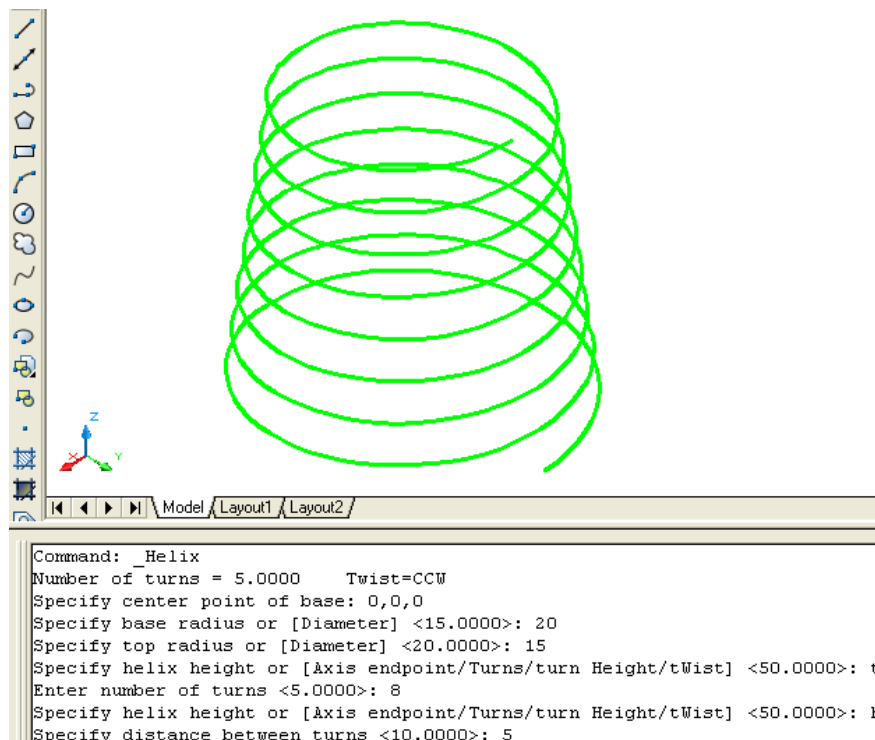 Z
X
Y
Model Layout1 Layout2
Command: _Helix
Number of turns = 5.0000 Twist=CCW
Specify center point of base: 0,0,0
Specify base radius or [Diameter] <15.0000>: 20
Specify top radius or [Diameter] <20.0000>: 15
Specify helix height or [Axis endpoint/Turns/turn Height/tWist] <50.0000>: t
Enter number of turns <5.0000>: 8
Specify helix height or [Axis endpoint/Turns/turn Height/tWist] <50.0000>: h
Specify distance between turns <10.0000>: 5